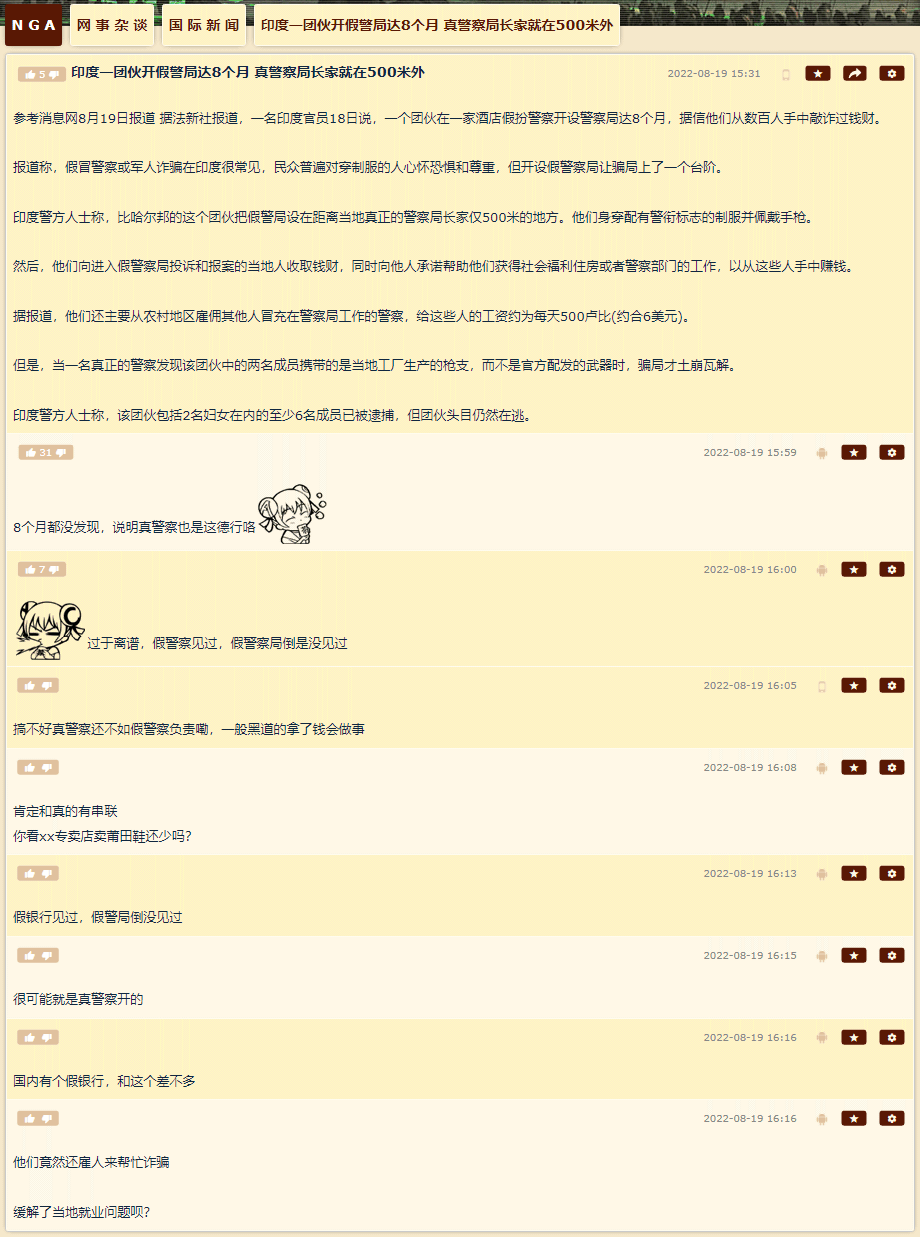 NGA 网事杂谈 国际新闻 印度一团伙开假警局达8个月 真警察局长家就在500米外
5 印度一团伙开假警局达8个月 真警察局长家就在500米外 2022-08-19 15:31
参考消息网8月19日报道 据法新社报道，一名印度官员18日说，一个团伙在一家酒店假扮警察开设警察局达8个月，据信他们从数百人手中敲诈过钱财。
报道称，假冒警察或军人诈骗在印度很常见，民众普遍对穿制服的人心怀恐惧和尊重，但开设假警察局让骗局上了一个台阶。
印度警方人士称，比哈尔邦的这个团伙把假警局设在距离当地真正的警察局长家仅500米的地方。他们身穿配有警衔标志的制服并佩戴手枪。
然后，他们向进入假警察局投诉和报案的当地人收取钱财，同时向他人承诺帮助他们获得社会福利住房或者警察部门的工作，以从这些人手中赚钱。
据报道，他们还主要从农村地区雇佣其他人冒充在警察局工作的警察，给这些人的工资约为每天500卢比(约合6美元)。
但是，当一名真正的警察发现该团伙中的两名成员携带的是当地工厂生产的枪支，而不是官方配发的武器时，骗局才土崩瓦解。
印度警方人士称，该团伙包括2名妇女在内的至少6名成员已被逮捕，但团伙头目仍然在逃。
31 2022-08-19 15:59
8个月都没发现，说明真警察也是这德行咯
7 2022-08-19 16:00
过于离谱，假警察见过，假警察局倒是没见过
2022-08-19 16:05
搞不好真警察还不如假警察负责嘞，一般黑道的拿了钱会做事
2022-08-19 16:08
肯定和真的有串联
你看xx专卖店卖莆田鞋还少吗？
2022-08-19 16:13
假银行见过，假警局倒没见过
2022-08-19 16:15
很可能就是真警察开的
2022-08-19 16:16
国内有个假银行，和这个差不多
2022-08-19 16:16
他们竟然还雇人来帮忙诈骗
缓解了当地就业问题呗？